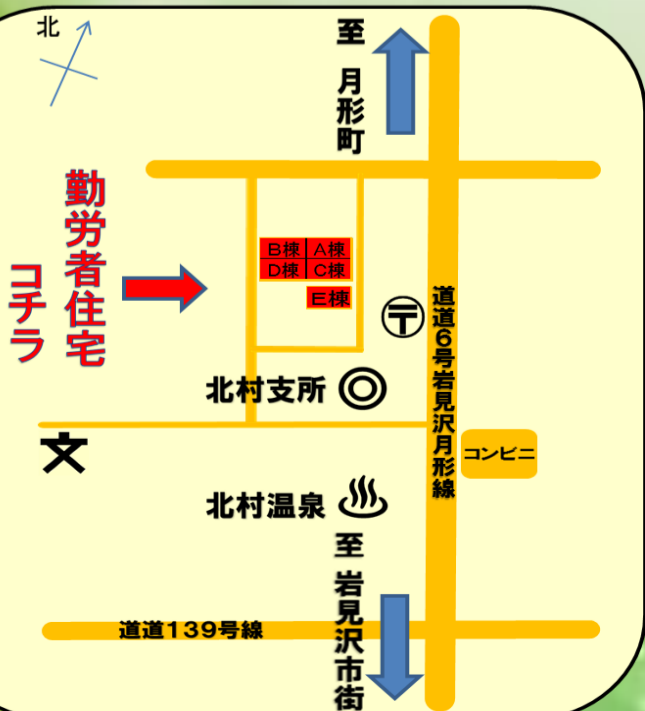 北
至 月形町
勤労者住宅
コチラ
B棟 A棟
D棟 C棟
E棟
〒
道道6号岩見沢月形線
北村支所
コンビニ
文
北村温泉
至 岩見沢市街
道道139号線